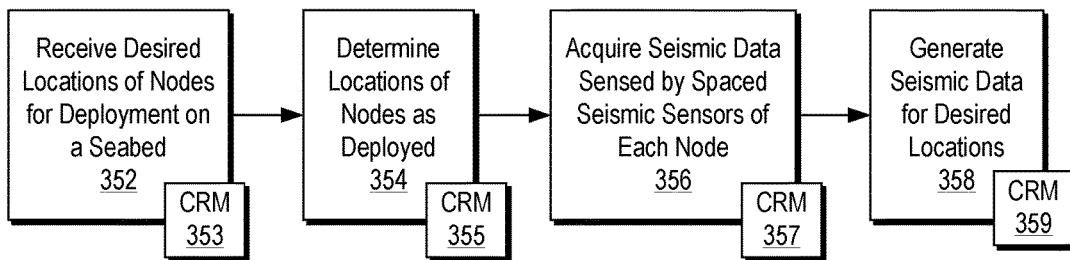 Receive Desired
Locations of Nodes
for Deployment on
a Seabed
352
CRM
353
Determine
Locations of
Nodes as
Deployed
354
CRM
355
Acquire Seismic Data
Sensed by Spaced
Seismic Sensors of
Each Node
356
CRM
357
Generate
Seismic Data
for Desired
Locations
358
CRM
359